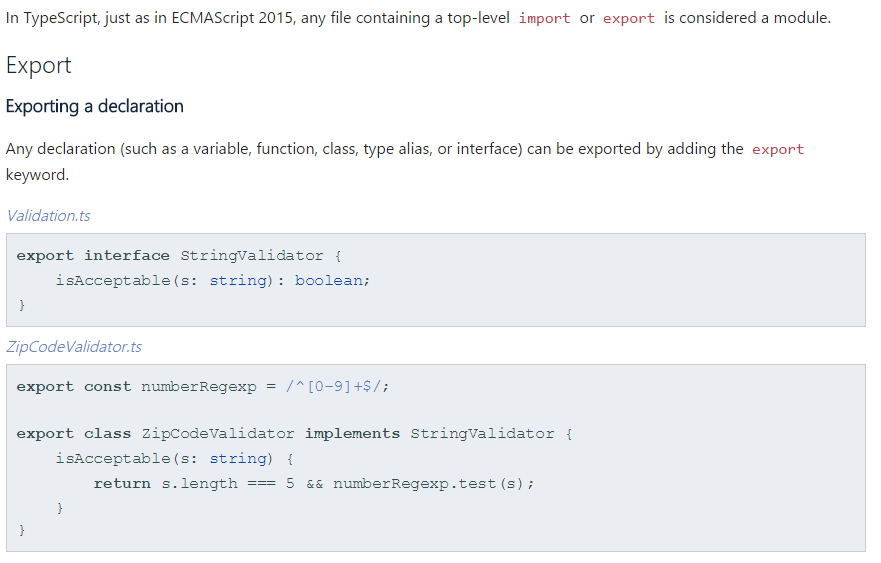 In TypeScript, just as in ECMAScript 2015, any file containing a top-level import or export is considered a module.
Export
Exporting a declaration
Any declaration (such as a variable, function, class, type alias, or interface) can be exported by adding the export
keyword.
Validation.ts
export interface StringValidator {
    isAcceptable(s: string): boolean;
}
ZipCodeValidator.ts
export const numberRegexp = /^[0-9]+$/;
export class ZipCodeValidator implements StringValidator {
    isAcceptable(s: string) {
        return s.length === 5 && numberRegexp.test(s);
    }
}